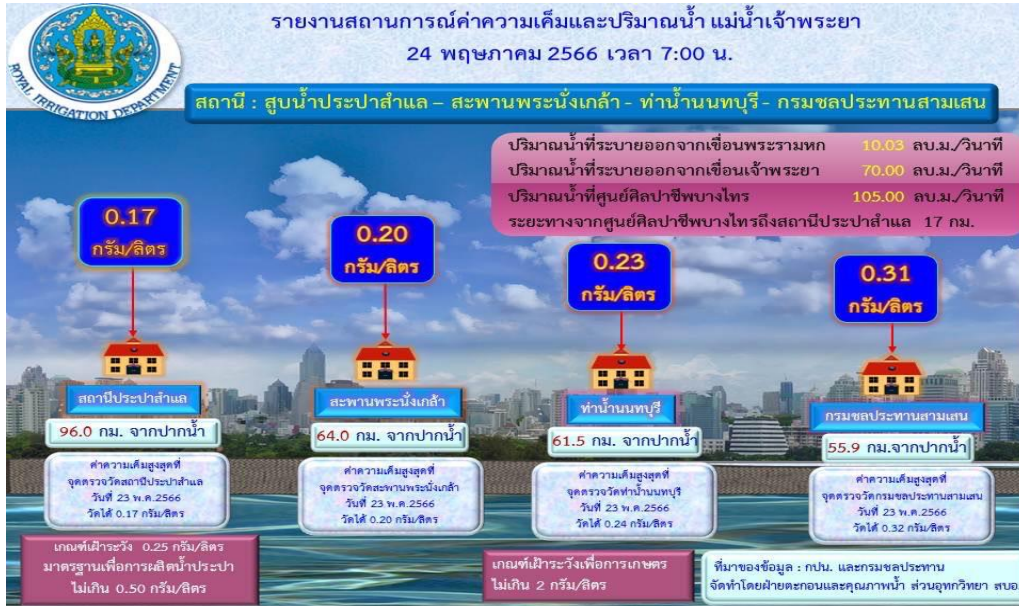 รายงานสถานการณ์ค่าความเค็มและปริมาณน้ำ แม่น้ำเจ้าพระยา
24 พฤษภาคม 2566 เวลา 7:00 น.
ROYAL IRRIGATION DEPARTMENT
สถานี : สูบน้ำประปาสำแล – สะพานพระนั่งเกล้า - ท่าน้ำนนทบุรี - กรมชลประทานสามเสน
ปริมาณน้ำที่ระบายออกจากเขื่อนพระรามหก 10.03 ลบ.ม./วินาที
ปริมาณน้ำที่ระบายออกจากเขื่อนเจ้าพระยา 70.00 ลบ.ม./วินาที
ปริมาณน้ำที่ศูนย์ศิลปาชีพบางไทร 105.00 ลบ.ม./วินาที
ระยะทางจากศูนย์ศิลปาชีพบางไทรถึงสถานีประปาสำแล 17 กม.
0.17
กรัม/ลิตร
สถานีประปาสำแล
96.0 กม. จากปากน้ำ
ค่าความเค็มสูงสุดที่
จุดตรวจวัดสถานีประปาสำแล
วันที่ 23 พ.ค.2566
วัดได้ 0.17 กรัม/ลิตร
0.20
กรัม/ลิตร
สะพานพระนั่งเกล้า
64.0 กม. จากปากน้ำ
ค่าความเค็มสูงสุดที่
จุดตรวจวัดสะพานพระนั่งเกล้า
วันที่ 23 พ.ค.2566
วัดได้ 0.20 กรัม/ลิตร
0.23
กรัม/ลิตร
ท่าน้ำนนทบุรี
61.5 กม. จากปากน้ำ
ค่าความเค็มสูงสุดที่
จุดตรวจวัดท่าน้ำนนทบุรี
วันที่ 23 พ.ค.2566
วัดได้ 0.24 กรัม/ลิตร
0.31
กรัม/ลิตร
กรมชลประทานสามเสน
55.9 กม.จากปากน้ำ
ค่าความเค็มสูงสุดที่
จุดตรวจวัดกรมชลประทานสามเสน
วันที่ 23 พ.ค.2566
วัดได้ 0.32 กรัม/ลิตร
เกณฑ์เฝ้าระวัง 0.25 กรัม/ลิตร
มาตรฐานเพื่อการผลิตน้ำประปา
ไม่เกิน 0.50 กรัม/ลิตร
เกณฑ์เฝ้าระวังเพื่อการเกษตร
ไม่เกิน 2 กรัม/ลิตร
ที่มาของข้อมูล : กปน. และกรมชลประทาน
จัดทำโดยฝ่ายตะกอนและคุณภาพน้ำ ส่วนอุทกวิทยา สบอ